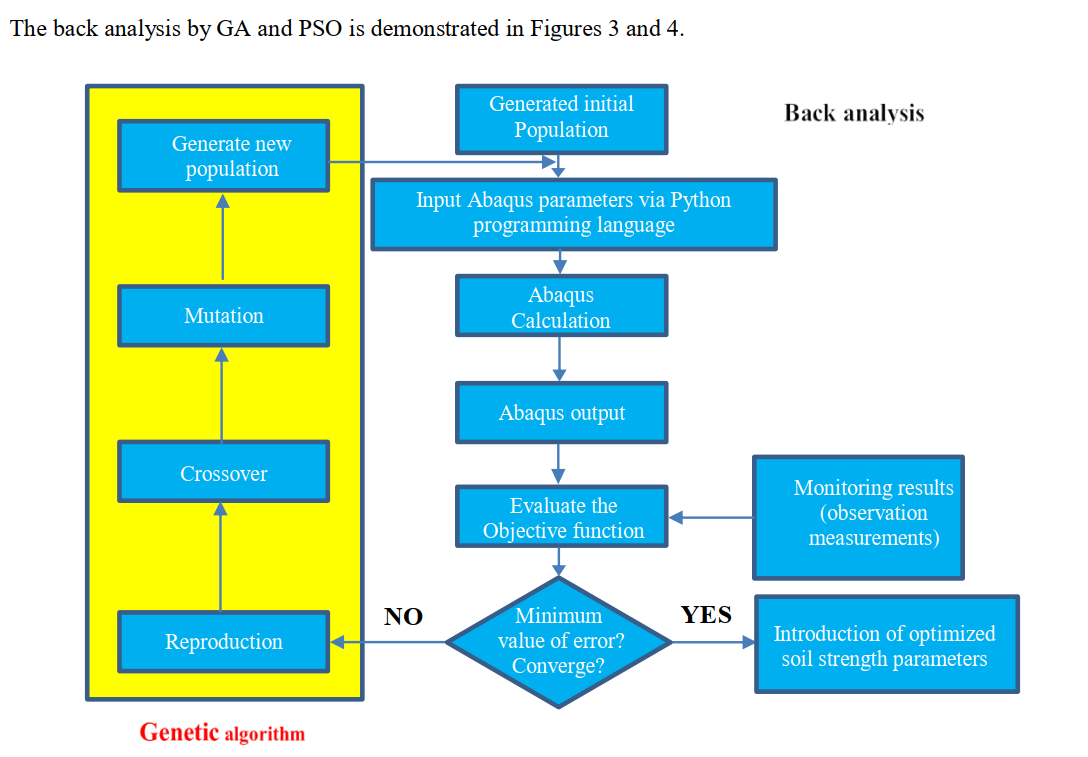 The back analysis by GA and PSO is demonstrated in Figures 3 and 4.
Generated initial
Population
Back analysis
Generate new
population
Input Abaqus parameters via Python
programming language
Abaqus
Calculation
Mutation
Abaqus output
Crossover
Evaluate the
Objective function
Monitoring results
(observation
measurements)
NO
Minimum
value of error?
Converge?
YES
Reproduction
Introduction of optimized
soil strength parameters
Genetic algorithm